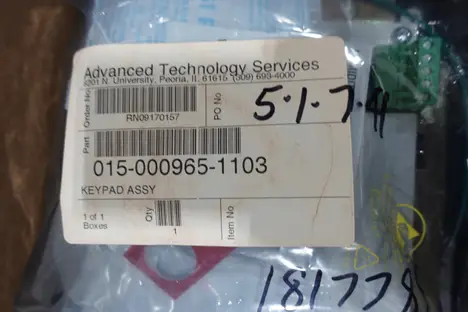 Advanced Technology Services
8201 N. University, Peoria, IL 61615 (309) 693-4000
Order No
RN09170157
PO No
5.1.7.41
Part
015-000965-1103
KEYPAD ASSY
1 of 1
Boxes
Qty
1
Item No
181778